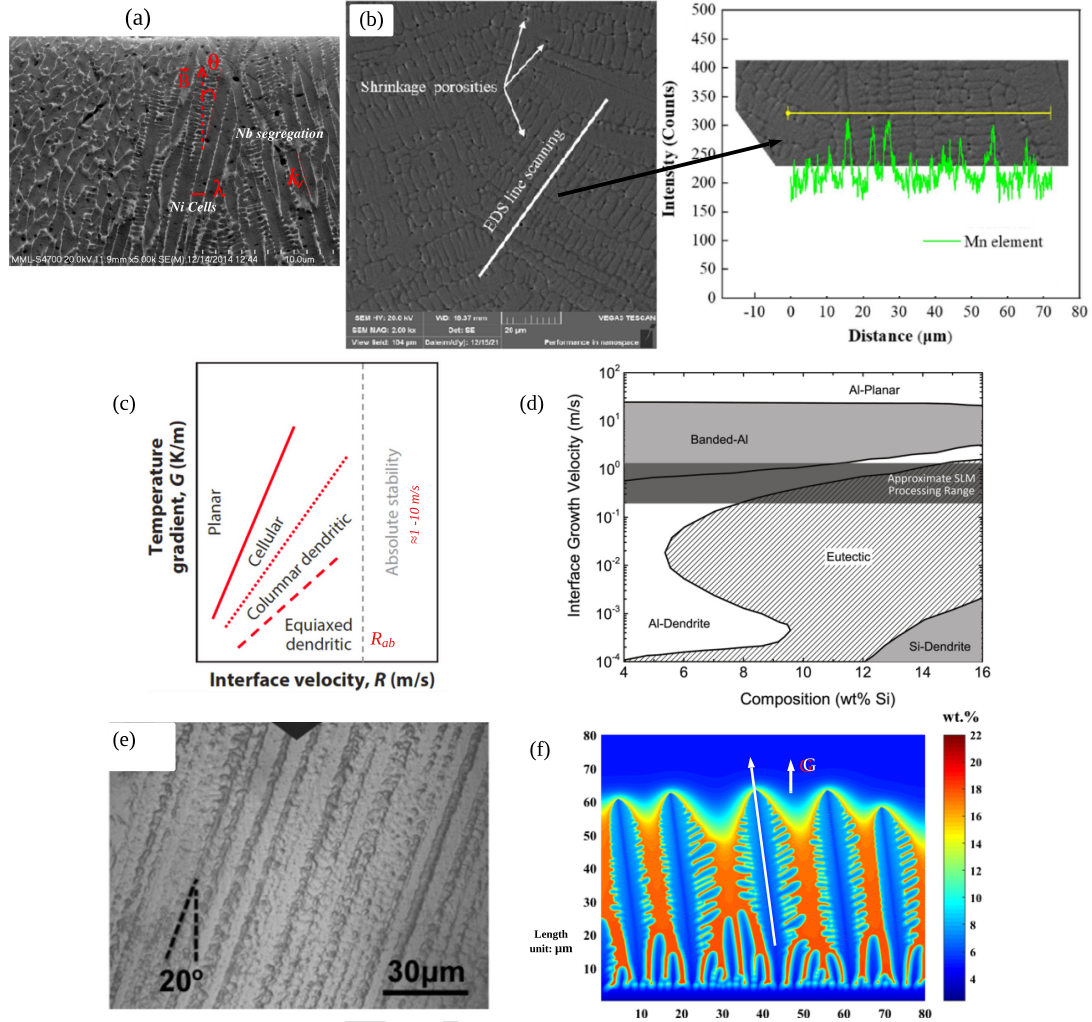 (a)
B
θ
Nb segregation
k
λ
Ni Cells
MML-S4700 20.0kV 11.9mm x5.00k SE(M) 12/14/2014 12:44
10.0um
(b)
Shrinkage porosities
EDS line scanning
SEM HV: 20.0 kV
WD: 18.37 mm
VEGA3 TESCAN
SEM MAG: 2.00 kx
Det: SE
20 µm
View field: 104 µm
Date(m/d/y): 12/15/21
Performance in nanospace
Intensity (Counts)
500
450
400
350
300
250
200
150
100
50
0
Mn element
-10 0 10 20 30 40 50 60 70 80
Distance (µm)
(c)
Temperature
gradient, G (K/m)
Planar
Cellular
Columnar dendritic
Equiaxed
dendritic
Absolute stability
≈1 -10 m/s
Rab
Interface velocity, R (m/s)
(d)
Interface Growth Velocity (m/s)
10²
10¹
10⁰
10⁻¹
10⁻²
10⁻³
10⁻⁴
Al-Planar
Banded-Al
Approximate SLM
Processing Range
Eutectic
Al-Dendrite
Si-Dendrite
4 6 8 10 12 14 16
Composition (wt% Si)
(e)
20°
30µm
(f)
G
wt.%
80
70
60
50
40
30
20
10
Length
unit: µm
10 20 30 40 50 60 70 80
22
20
18
16
14
12
10
8
6
4